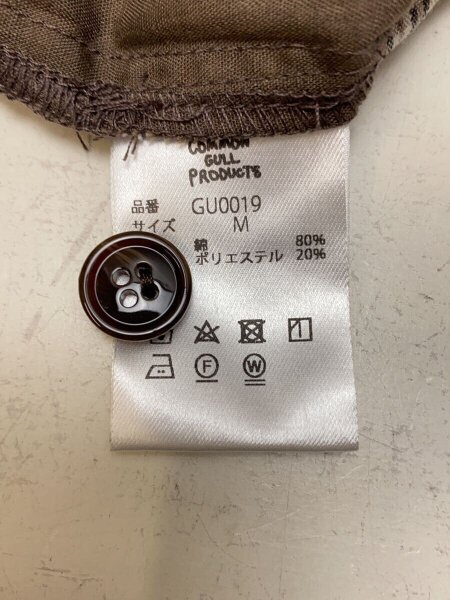 COMMON
GULL
PRODUCTS
品番 GU0019
サイズ M
綿 80%
ポリエステル 20%
F
W